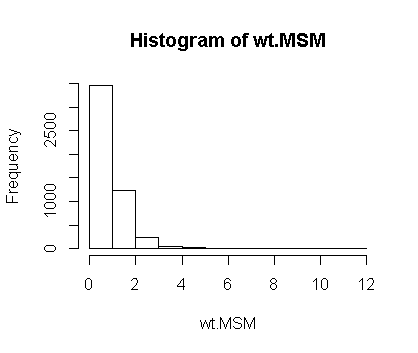 Histogram of wt.MSM
Frequency
2500
1000
0
0 2 4 6 8 10 12
wt.MSM